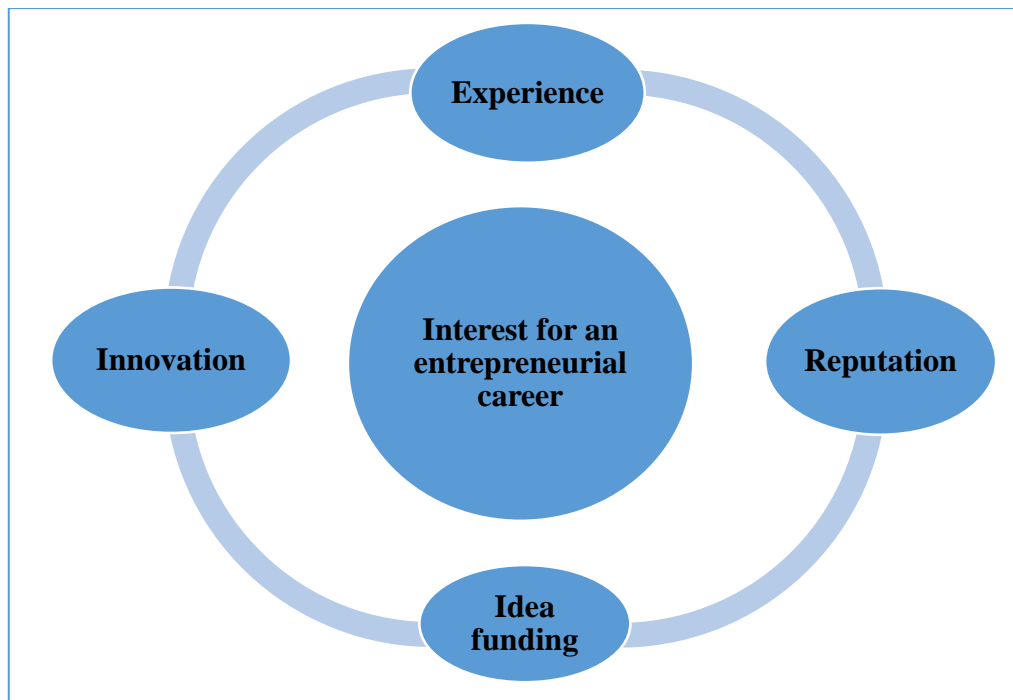 Experience
Innovation
Interest for an
entrepreneurial
career
Reputation
Idea
funding